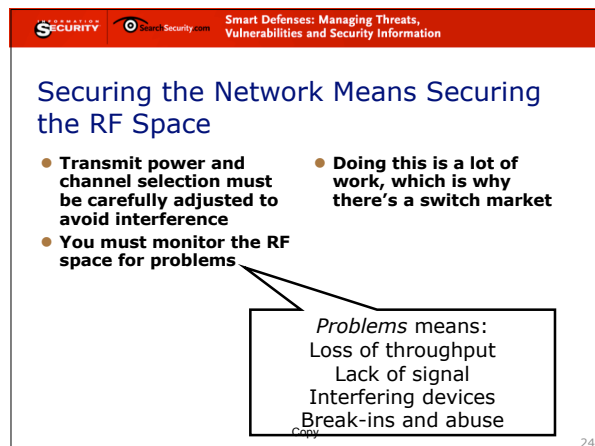 INFORMATION
SECURITY
SearchSecurity.com
Smart Defenses: Managing Threats,
Vulnerabilities and Security Information
Securing the Network Means Securing
the RF Space
Transmit power and
channel selection must
be carefully adjusted to
avoid interference
You must monitor the RF
space for problems
Doing this is a lot of
work, which is why
there's a switch market
Problems means:
Loss of throughput
Lack of signal
Interfering devices
Break-ins and abuse
Copy
24